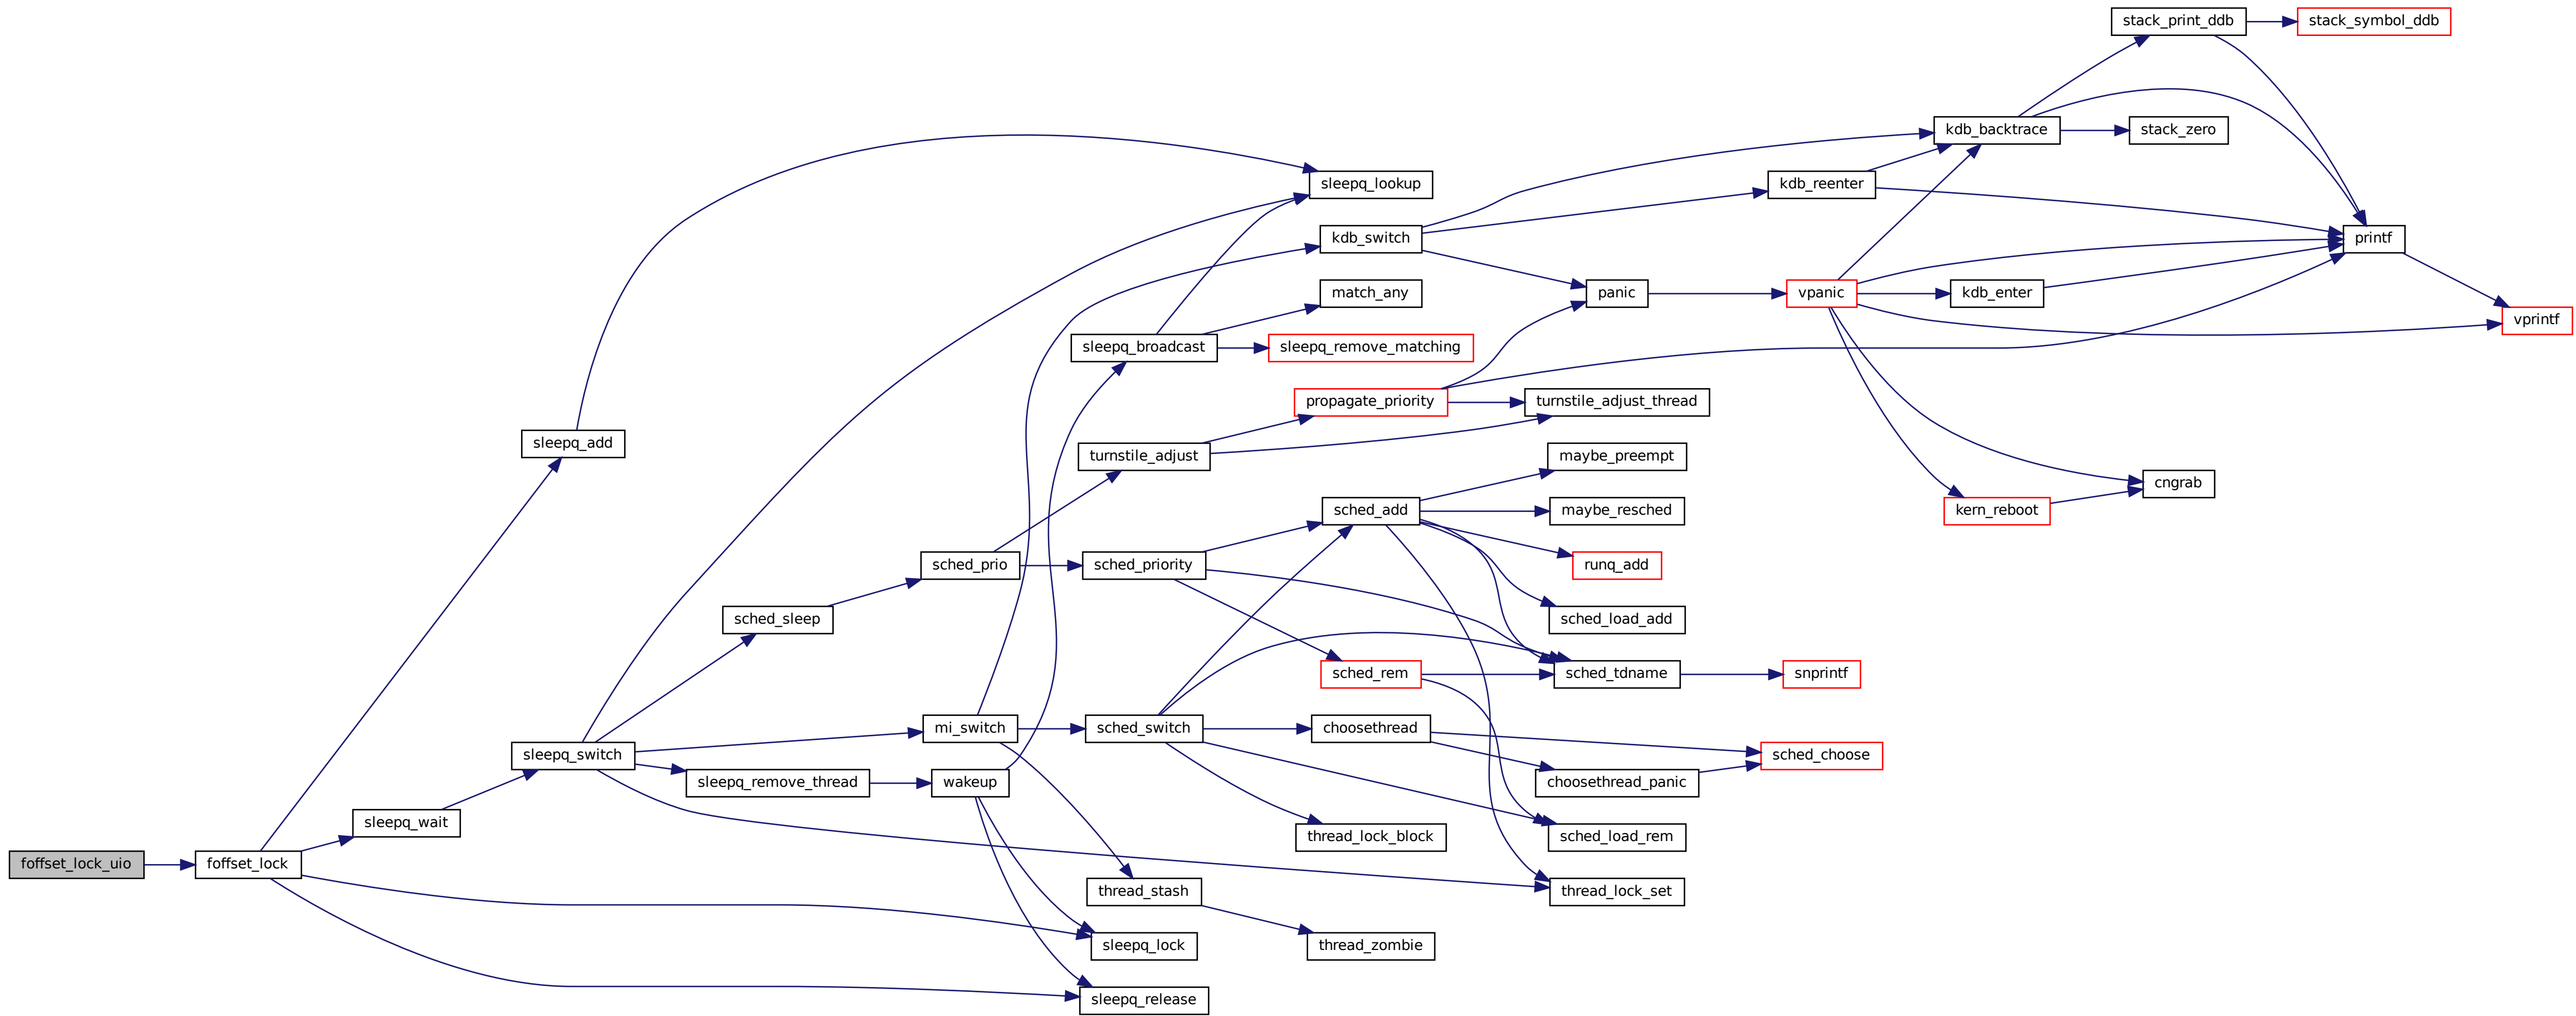 stack_print_ddb
stack_symbol_ddb
kdb_backtrace
stack_zero
sleepq_lookup
kdb_reenter
kdb_switch
printf
match_any
panic
vpanic
kdb_enter
vprintf
sleepq_broadcast
sleepq_remove_matching
propagate_priority
turnstile_adjust_thread
sleepq_add
turnstile_adjust
maybe_preempt
cngrab
sched_add
maybe_resched
kern_reboot
sched_prio
sched_priority
runq_add
sched_sleep
sched_load_add
sched_rem
sched_tdname
snprintf
mi_switch
sched_switch
choosethread
sleepq_switch
sched_choose
sleepq_remove_thread
wakeup
choosethread_panic
sleepq_wait
thread_lock_block
sched_load_rem
foffset_lock_uio
foffset_lock
thread_stash
thread_lock_set
sleepq_lock
thread_zombie
sleepq_release